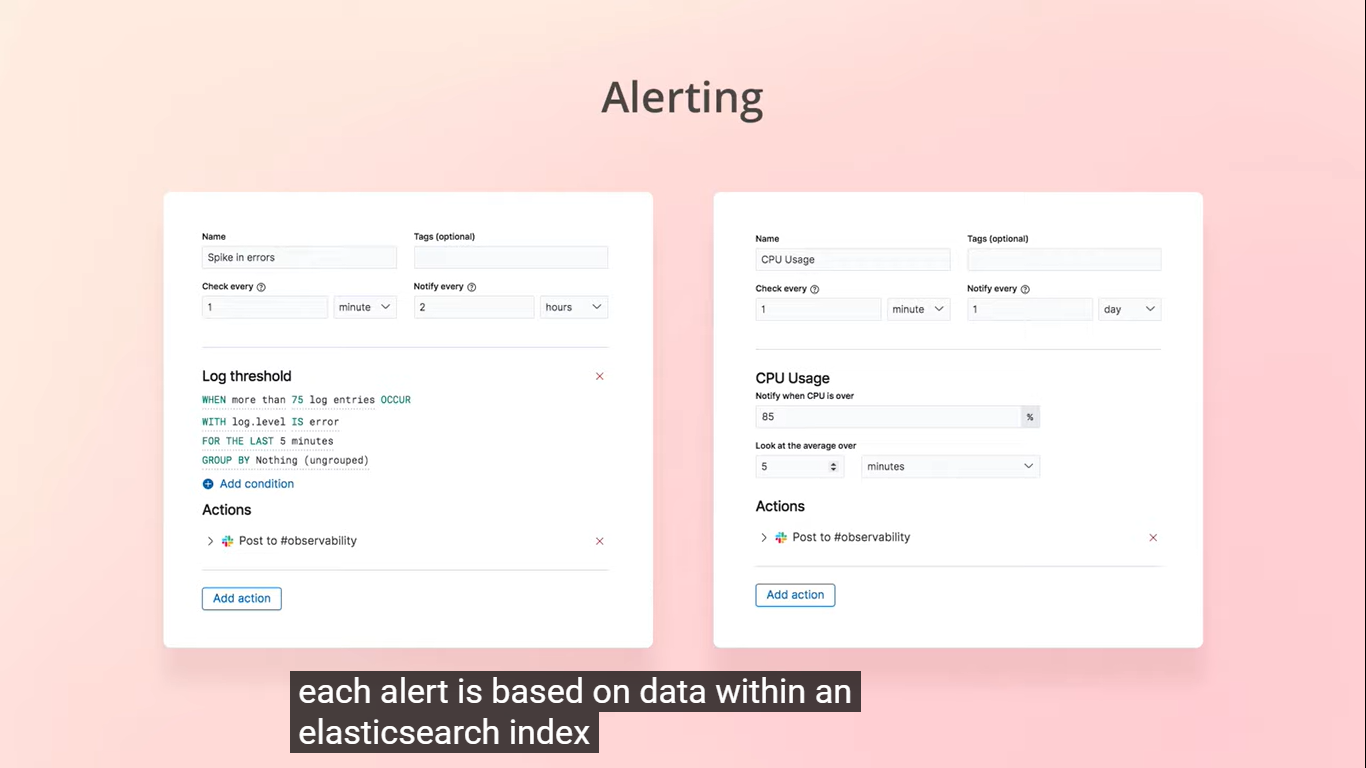 Alerting
Name Tags (optional)
Spike in errors
Check every Notify every
1 minute 2 hours
Log threshold
WHEN more than 75 log entries OCCUR
WITH log.level IS error
FOR THE LAST 5 minutes
GROUP BY Nothing (ungrouped)
Add condition
Actions
Post to #observability
Add action
Name Tags (optional)
CPU Usage
Check every Notify every
1 minute 1 day
CPU Usage
Notify when CPU is over
85 %
Look at the average over
5 minutes
Actions
Post to #observability
Add action
each alert is based on data within an
elasticsearch index